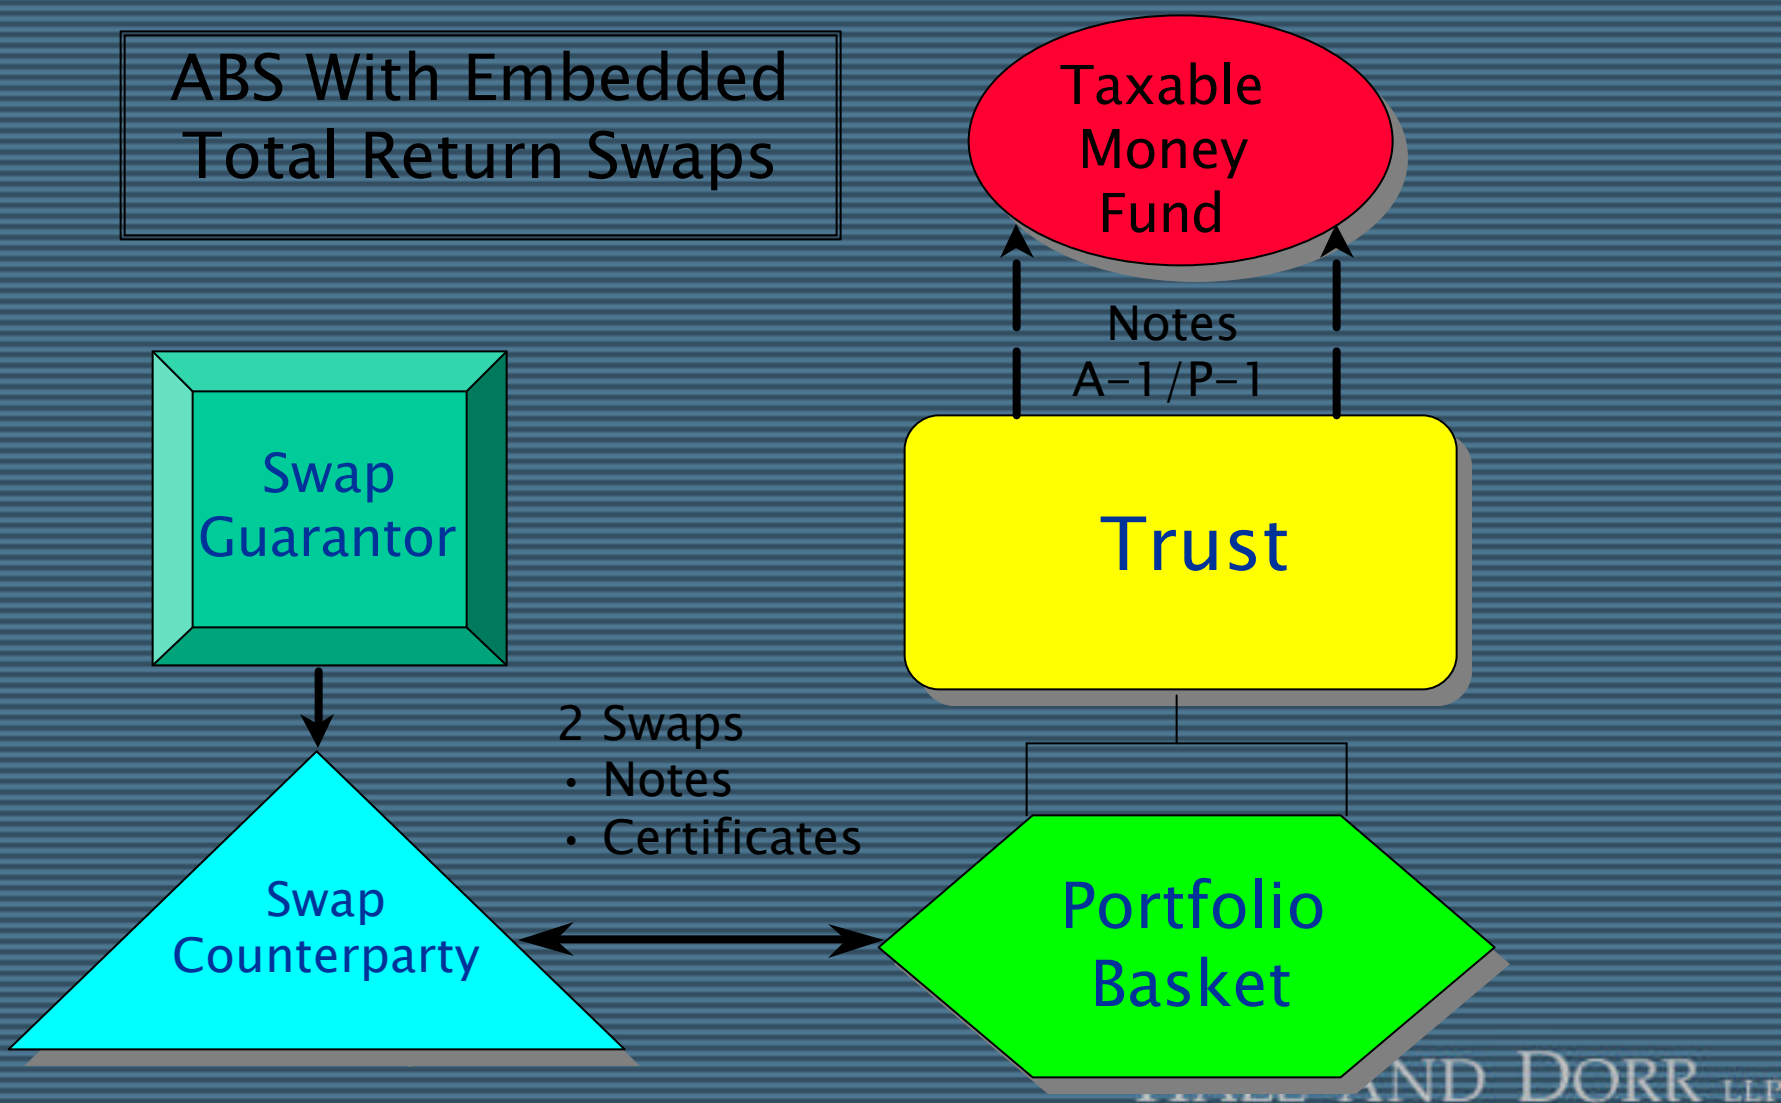 ABS With Embedded
Total Return Swaps
Taxable
Money
Fund
Notes
A-1/P-1
Swap
Guarantor
Trust
2 Swaps
• Notes
• Certificates
Swap
Counterparty
Portfolio
Basket
HALE AND DORR LLP